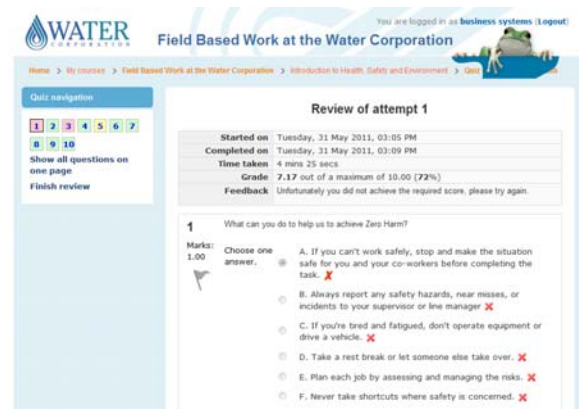 You are logged in as business systems (Logout)
WATER
CORPORATION
Field Based Work at the Water Corporation
Home > My courses > Field Based Work at the Water Corporation > Introduction to Health, Safety and Environment > Quiz
Quiz navigation
1 2 3 4 5 6 7
8 9 10
Show all questions on
one page
Finish review
Review of attempt 1
Started on Tuesday, 31 May 2011, 03:05 PM
Completed on Tuesday, 31 May 2011, 03:09 PM
Time taken 4 mins 25 secs
Grade 7.17 out of a maximum of 10.00 (72%)
Feedback Unfortunately you did not achieve the required score, please try again.
1
What can you do to help us to achieve Zero Harm?
Marks:
1.00
Choose one
answer.
A. If you can't work safely, stop and make the situation
safe for you and your co-workers before completing the
task.
B. Always report any safety hazards, near misses, or
incidents to your supervisor or line manager
C. If you're tired and fatigued, don't operate equipment or
drive a vehicle.
D. Take a rest break or let someone else take over.
E. Plan each job by assessing and managing the risks.
F. Never take shortcuts where safety is concerned.